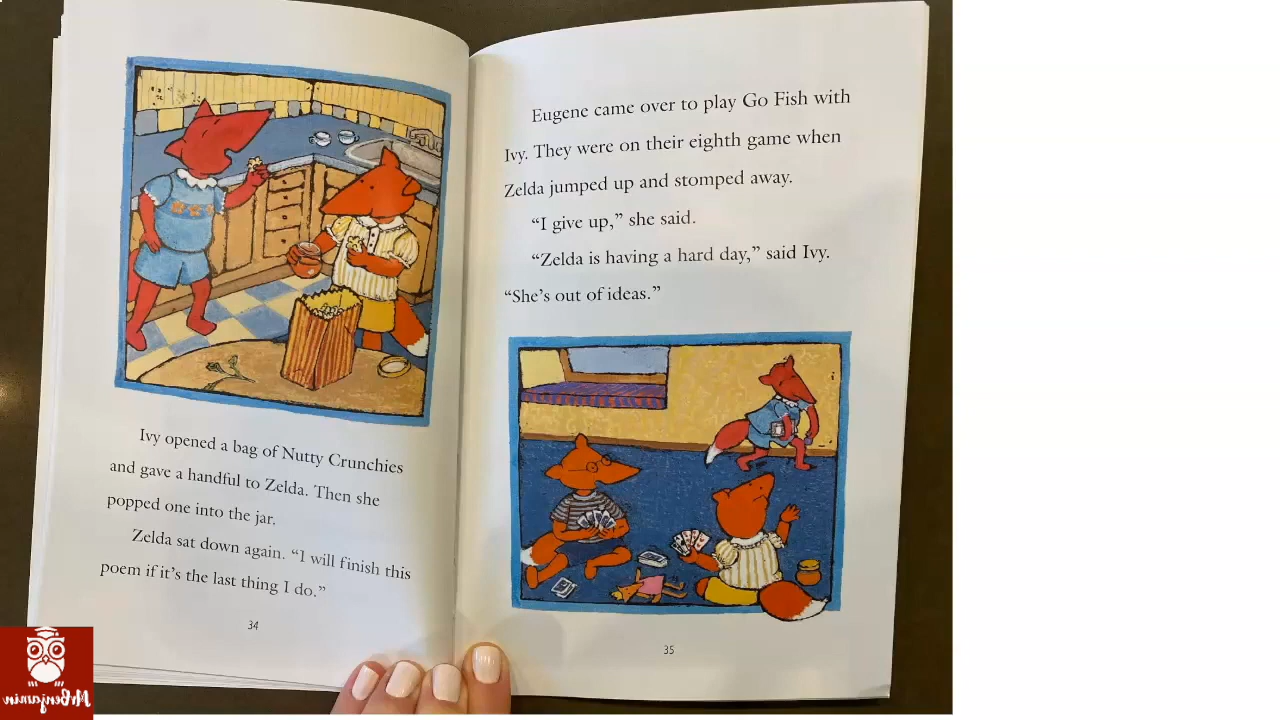 Ivy opened a bag of Nutty Crunchies
and gave a handful to Zelda. Then she
popped one into the jar.
Zelda sat down again. “I will finish this
poem if it’s the last thing I do.”
34
Eugene came over to play Go Fish with
Ivy. They were on their eighth game when
Zelda jumped up and stomped away.
“I give up,” she said.
“Zelda is having a hard day,” said Ivy.
“She’s out of ideas.”
35
MrBenjamin